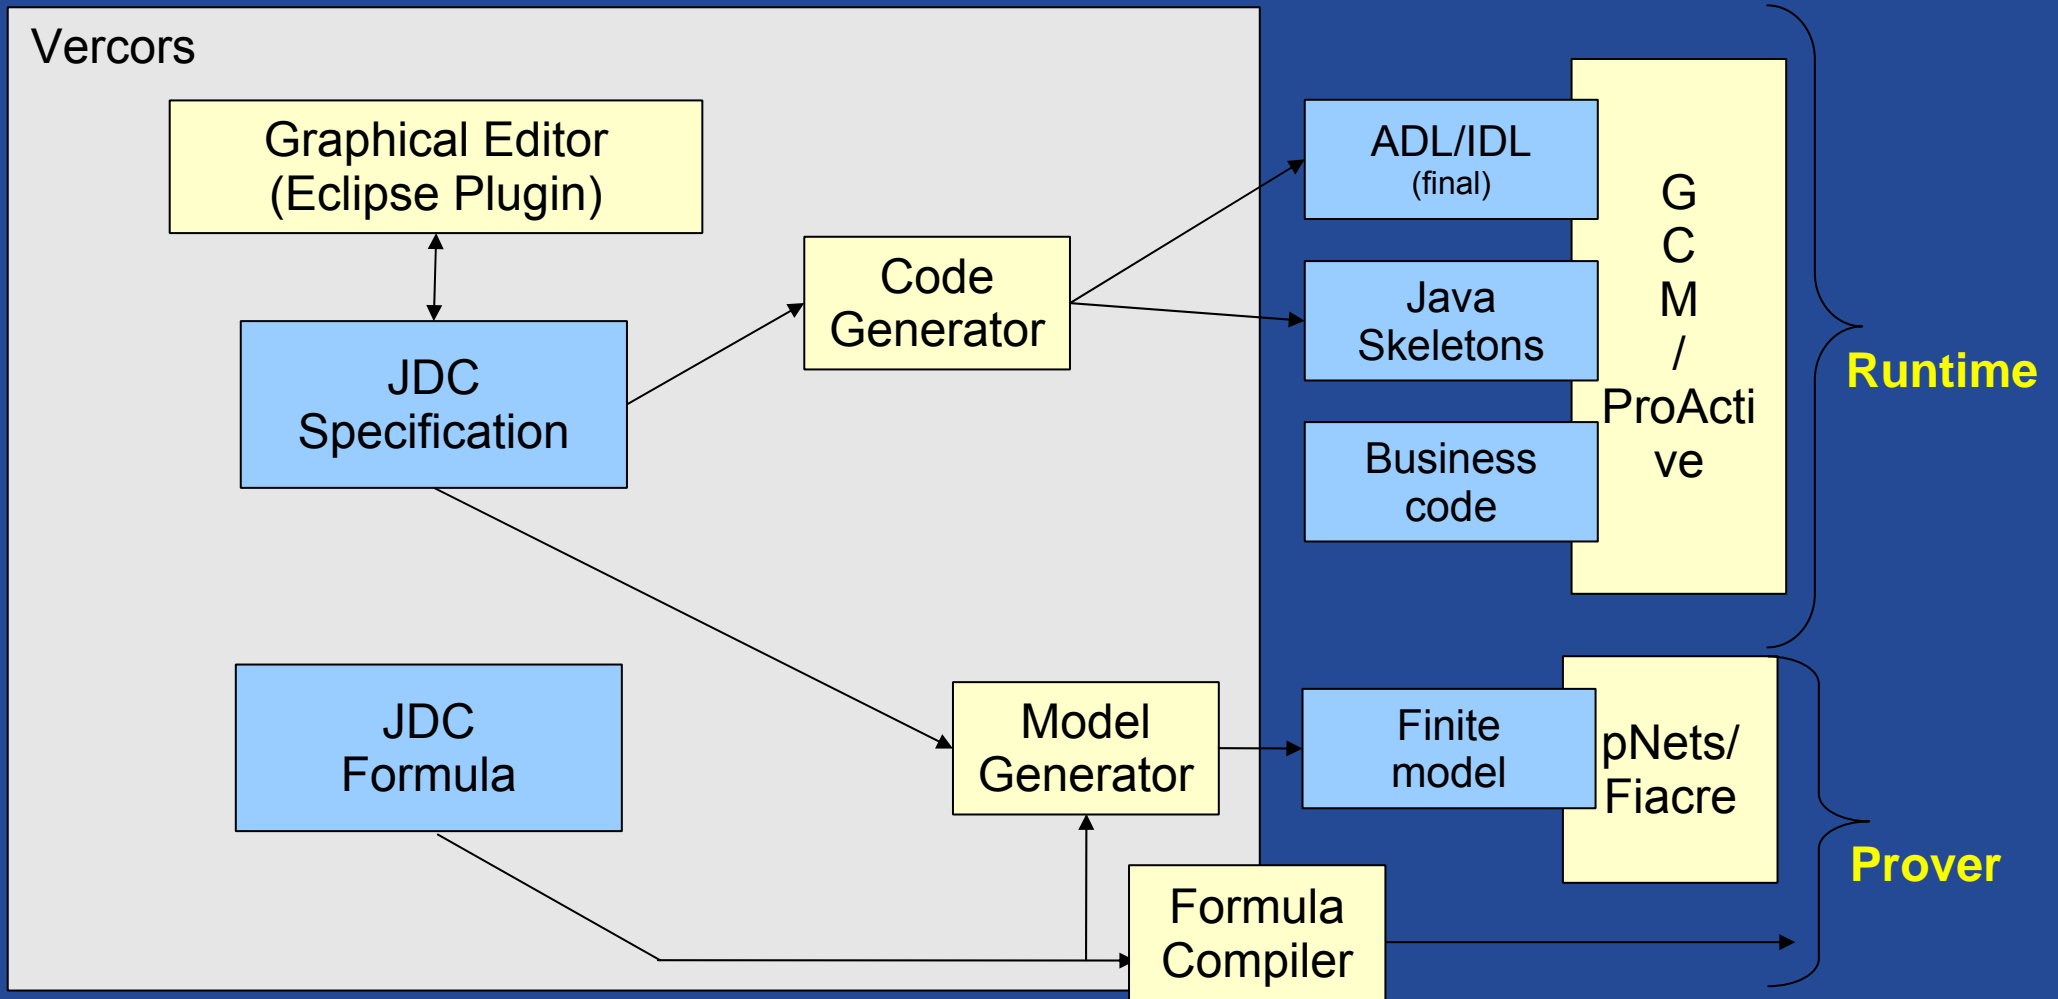 Vercors
Graphical Editor
(Eclipse Plugin)
JDC
Specification
Code
Generator
ADL/IDL
(final)
Java
Skeletons
Business
code
G
C
M
/
ProActi
ve
Runtime
JDC
Formula
Model
Generator
Finite
model
pNets/
Fiacre
Prover
Formula
Compiler